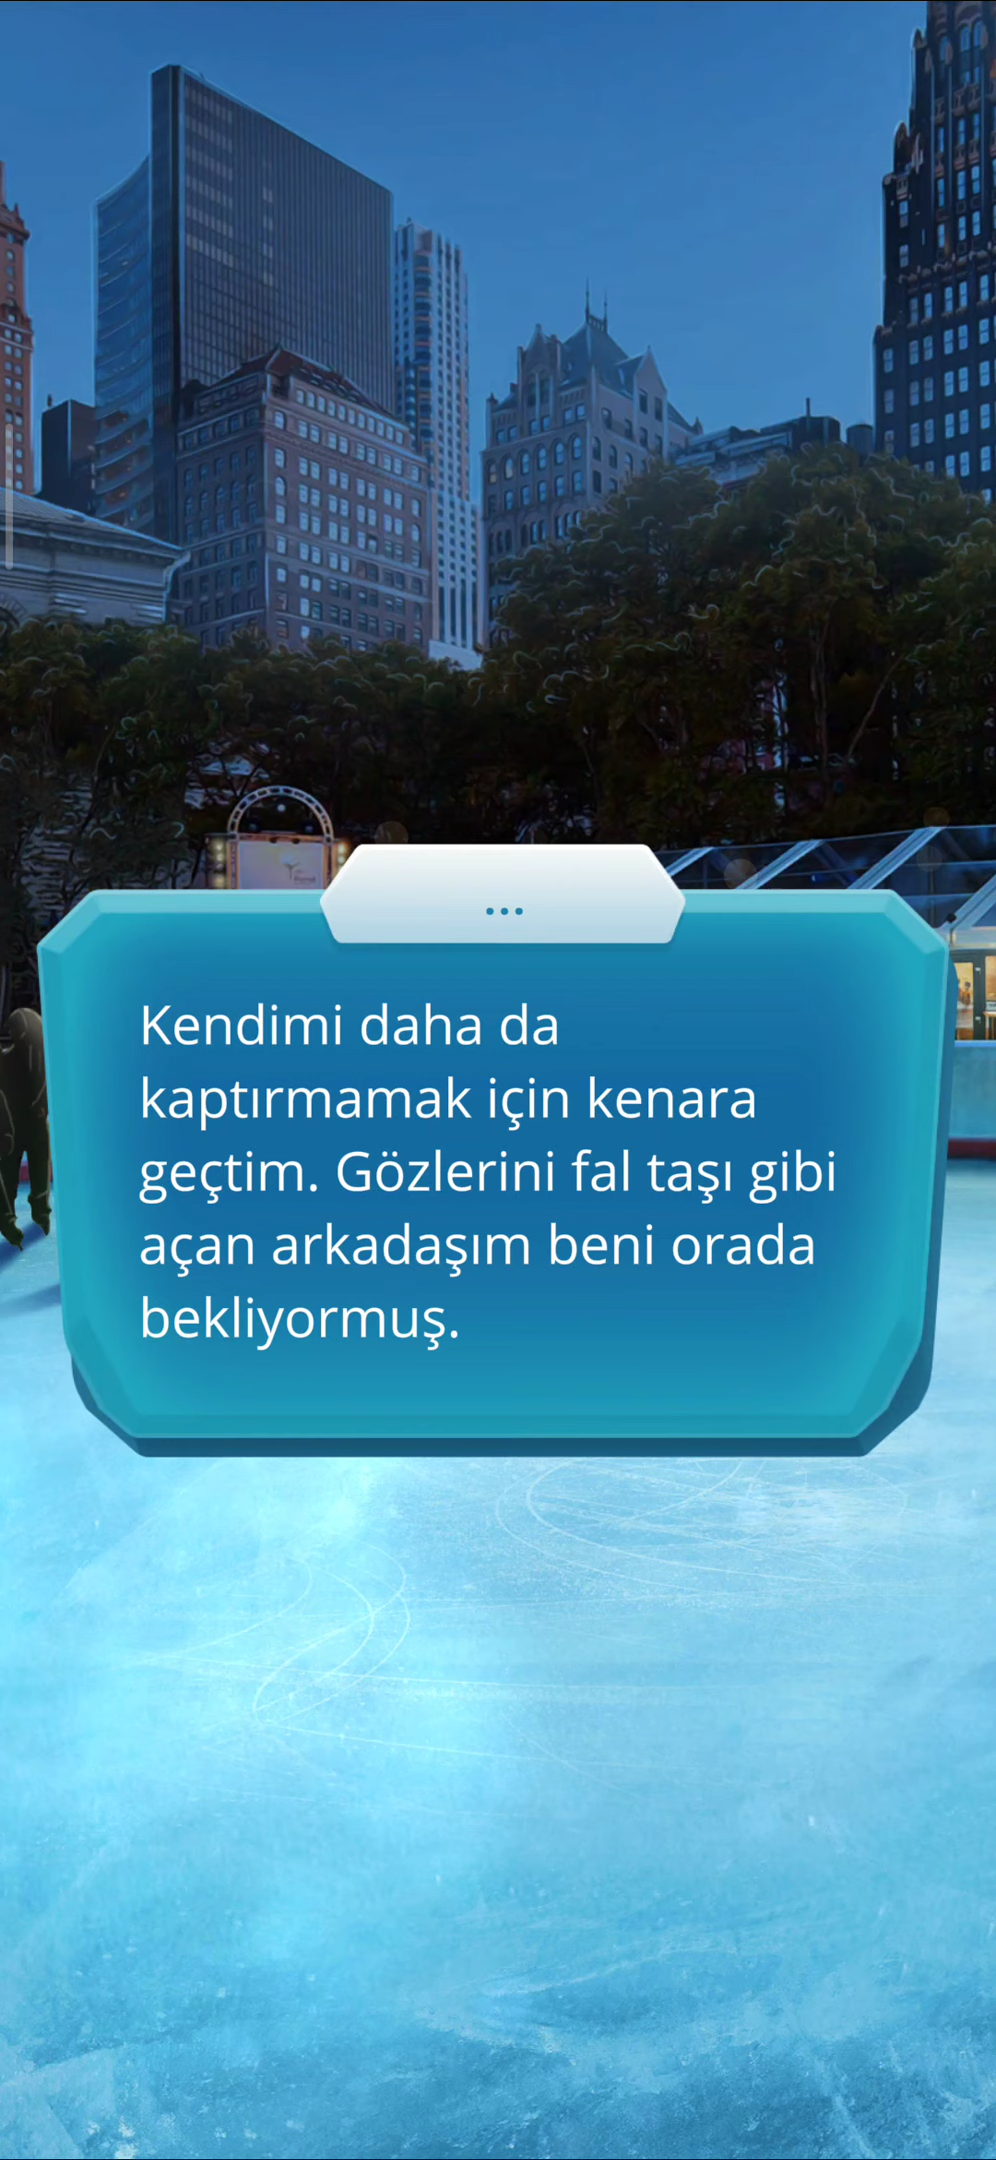 ...
Kendimi daha da
kaptırmamak için kenara
geçtim. Gözlerini fal taşı gibi
açan arkadaşım beni orada
bekliyormuş.